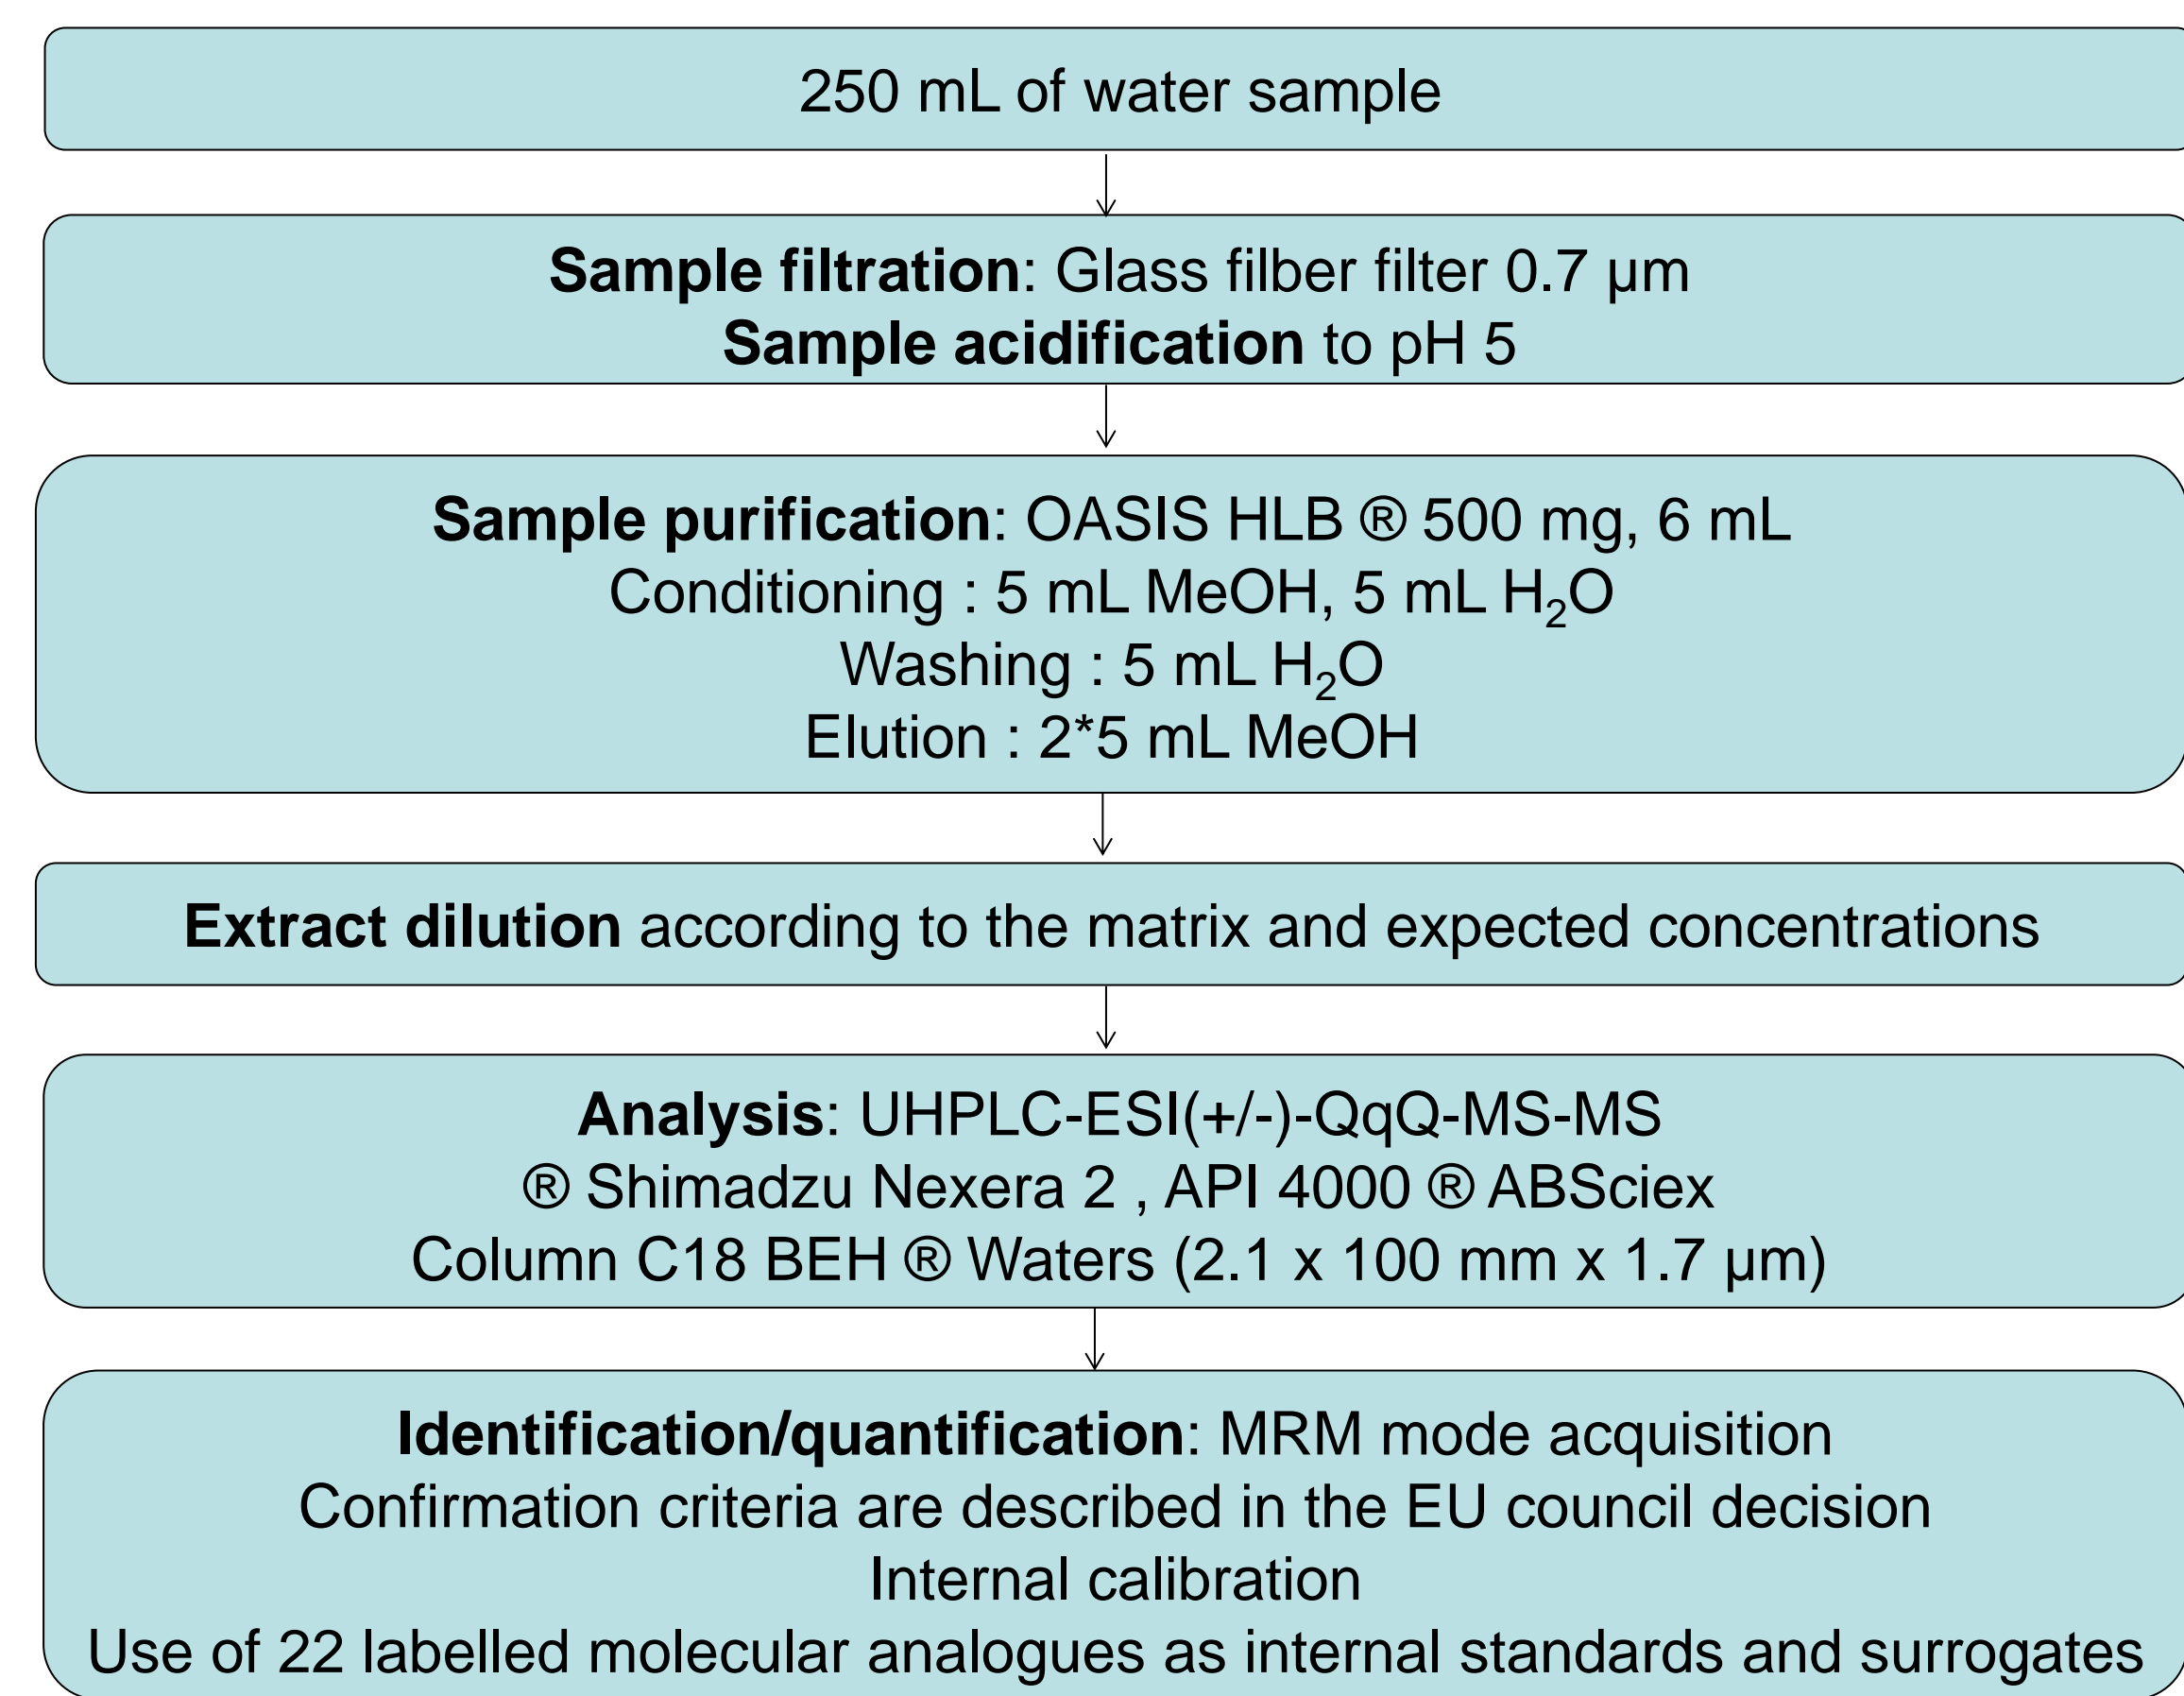 250 mL of water sample
Sample filtration: Glass filber filter 0.7 µm
Sample acidification to pH 5
Sample purification: OASIS HLB ® 500 mg, 6 mL
Conditioning : 5 mL MeOH, 5 mL H₂O
Washing : 5 mL H₂O
Elution : 2*5 mL MeOH
Extract dilution according to the matrix and expected concentrations
Analysis: UHPLC-ESI(+/-)-QqQ-MS-MS
® Shimadzu Nexera 2 , API 4000 ® ABSciex
Column C18 BEH ® Waters (2.1 x 100 mm x 1.7 µm)
Identification/quantification: MRM mode acquisition
Confirmation criteria are described in the EU council decision
Internal calibration
Use of 22 labelled molecular analogues as internal standards and surrogates